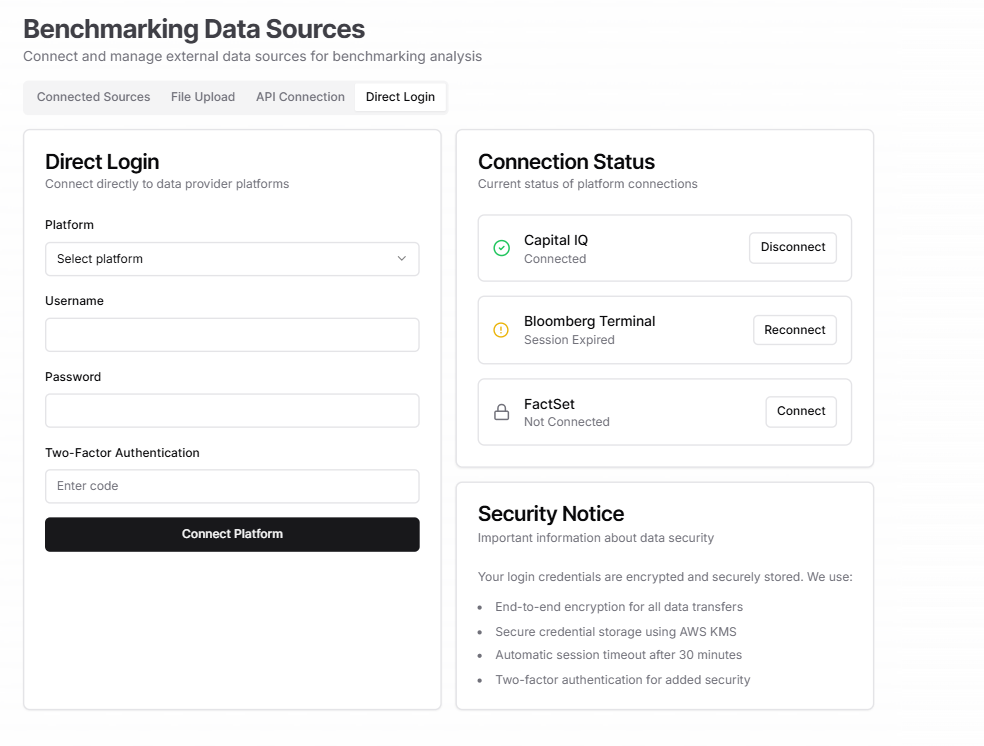 Benchmarking Data Sources
Connect and manage external data sources for benchmarking analysis
Connected Sources
File Upload
API Connection
Direct Login
Direct Login
Connect directly to data provider platforms
Platform
Select platform
Username
Password
Two-Factor Authentication
Enter code
Connect Platform
Connection Status
Current status of platform connections
Capital IQ
Connected
Disconnect
Bloomberg Terminal
Session Expired
Reconnect
FactSet
Not Connected
Connect
Security Notice
Important information about data security
Your login credentials are encrypted and securely stored. We use:
• End-to-end encryption for all data transfers
• Secure credential storage using AWS KMS
• Automatic session timeout after 30 minutes
• Two-factor authentication for added security